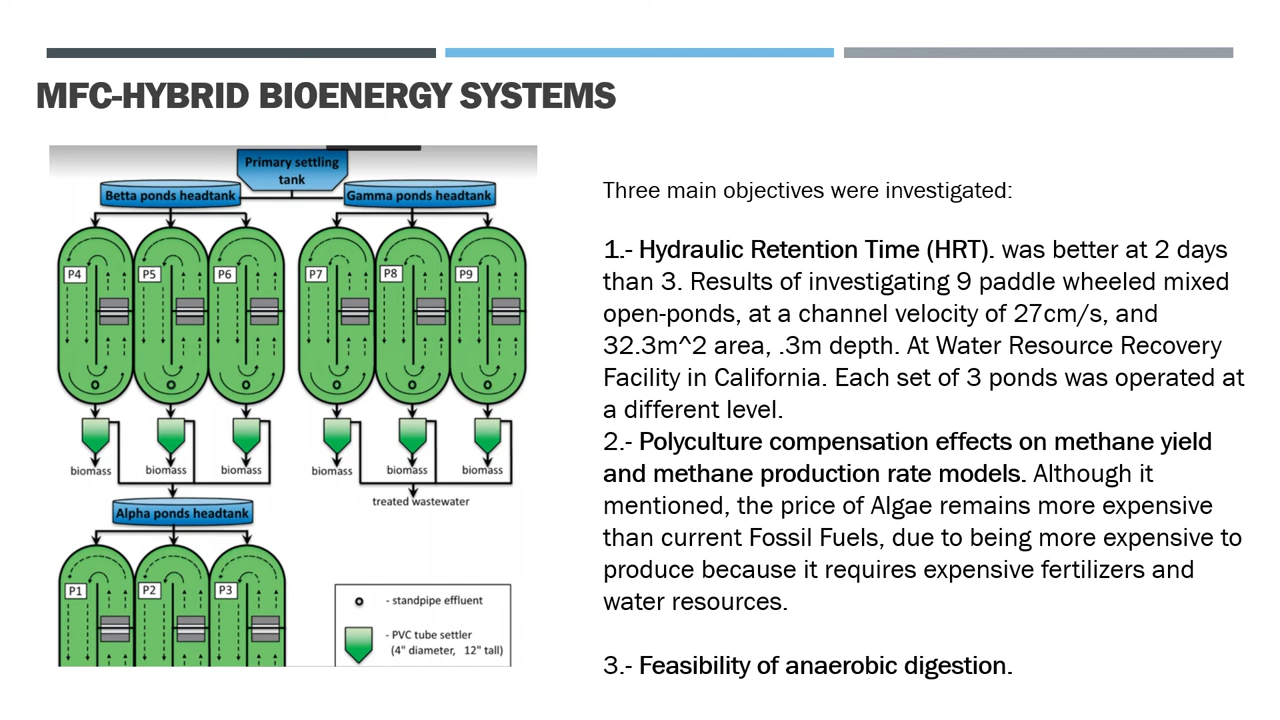 MFC-HYBRID BIOENERGY SYSTEMS
Primary settling
tank
Betta ponds headtank
Gamma ponds headtank
P4
P5
P6
P7
P8
P9
biomass
biomass
biomass
biomass
biomass
biomass
treated wastewater
Alpha ponds headtank
P1
P2
P3
- standpipe effluent
- PVC tube settler
(4" diameter, 12" tall)
Three main objectives were investigated:
1.- Hydraulic Retention Time (HRT). was better at 2 days
than 3. Results of investigating 9 paddle wheeled mixed
open-ponds, at a channel velocity of 27cm/s, and
32.3m^2 area, .3m depth. At Water Resource Recovery
Facility in California. Each set of 3 ponds was operated at
a different level.
2.- Polyculture compensation effects on methane yield
and methane production rate models. Although it
mentioned, the price of Algae remains more expensive
than current Fossil Fuels, due to being more expensive to
produce because it requires expensive fertilizers and
water resources.
3.- Feasibility of anaerobic digestion.